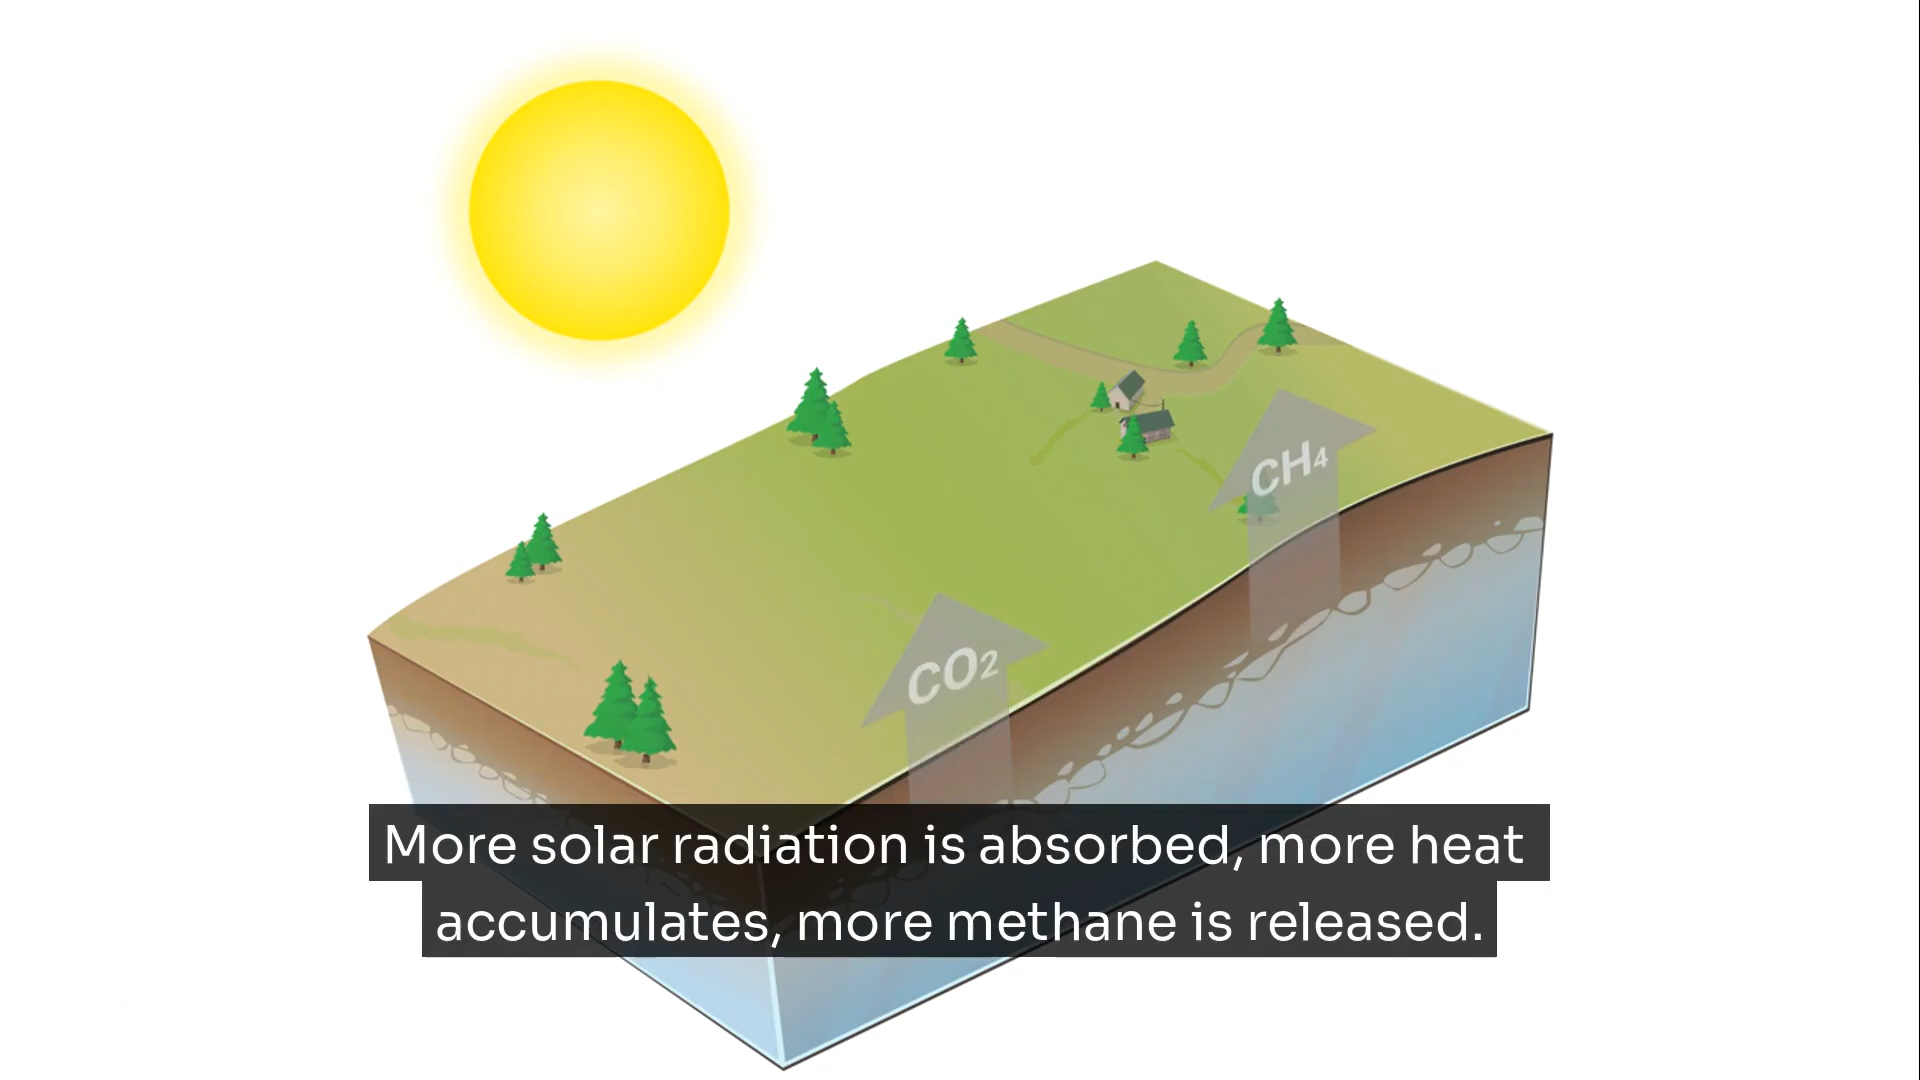 CH4
CO2
More solar radiation is absorbed, more heat
accumulates, more methane is released.